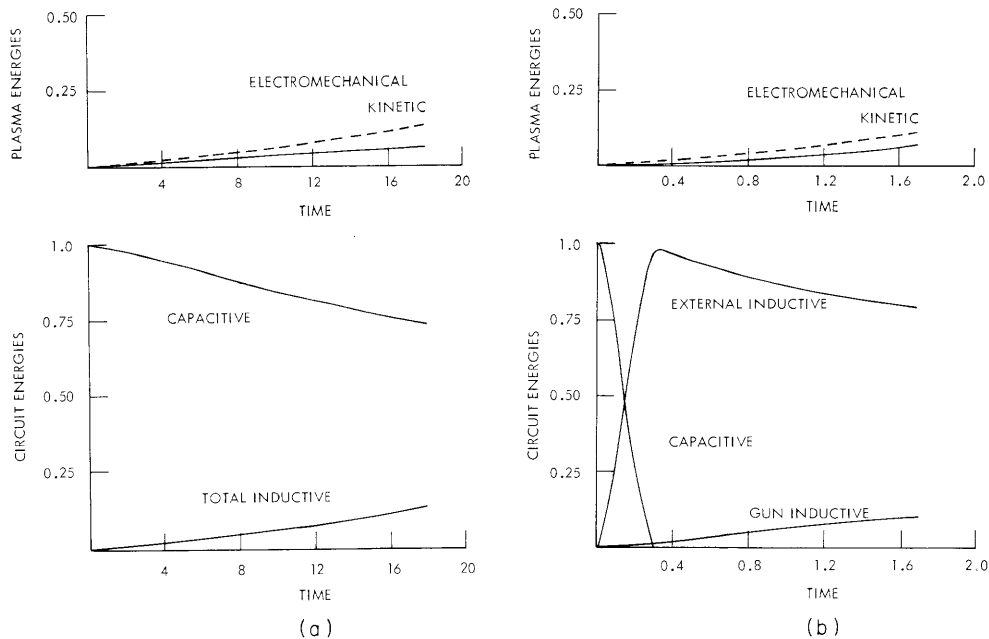 PLASMA ENERGIES
0.50
0.25
ELECTROMECHANICAL
KINETIC
4
8
12
16
20
TIME
CIRCUIT ENERGIES
1.0
0.75
0.50
0.25
CAPACITIVE
TOTAL INDUCTIVE
4
8
12
16
20
TIME
(a)
PLASMA ENERGIES
0.50
0.25
ELECTROMECHANICAL
KINETIC
0.4
0.8
1.2
1.6
2.0
TIME
CIRCUIT ENERGIES
1.0
0.75
0.50
0.25
EXTERNAL INDUCTIVE
CAPACITIVE
GUN INDUCTIVE
0.4
0.8
1.2
1.6
2.0
TIME
(b)